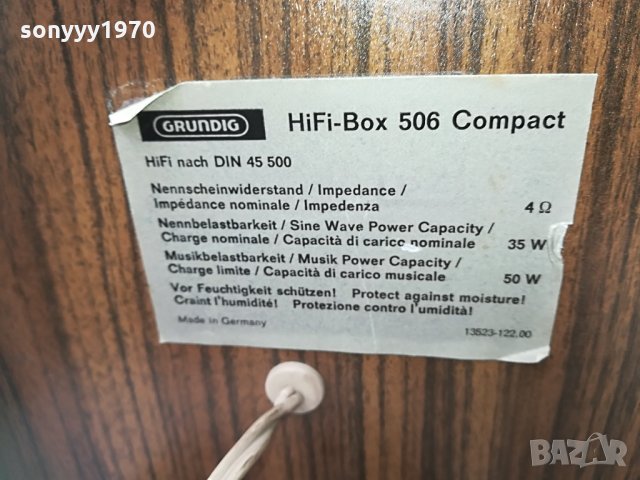 sonyyy1970
GRUNDIG
HiFi-Box 506 Compact
HiFi nach DIN 45 500
Nennscheinwiderstand / Impedance /
Impédance nominale / Impedenza 4 Ω
Nennbelastbarkeit / Sine Wave Power Capacity /
Charge nominale / Capacità di carico nominale 35 W
Musikbelastbarkeit / Musik Power Capacity /
Charge limite / Capacità di carico musicale 50 W
Vor Feuchtigkeit schützen! Protect against moisture!
Craint l'humidité! Protezione contro l'umidità!
Made in Germany
13523-122.00
BAZAR